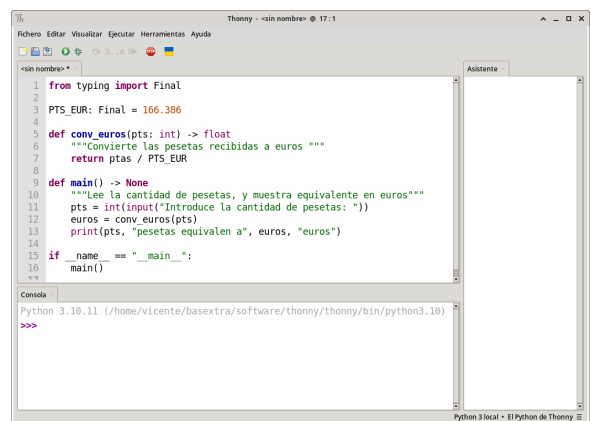 Thonny - <sin nombre> @ 17:1
Fichero Editar Visualizar Ejecutar Herramientas Ayuda
<sin nombre> *
Asistente
1 from typing import Final
2
3 PTS_EUR: Final = 166.386
4
5 def conv_euros(pts: int) -> float
6     """Convierte las pesetas recibidas a euros """
7     return ptas / PTS_EUR
8
9 def main() -> None
10     """Lee la cantidad de pesetas, y muestra equivalente en euros"""
11     pts = int(input("Introduce la cantidad de pesetas: "))
12     euros = conv_euros(pts)
13     print(pts, "pesetas equivalen a", euros, "euros")
14
15 if __name__ == "__main__":
16     main()
17
Consola
Python 3.10.11 (/home/vicente/basextra/software/thonny/thonny/bin/python3.10)
>>>
Python 3 local • El Python de Thonny ☰